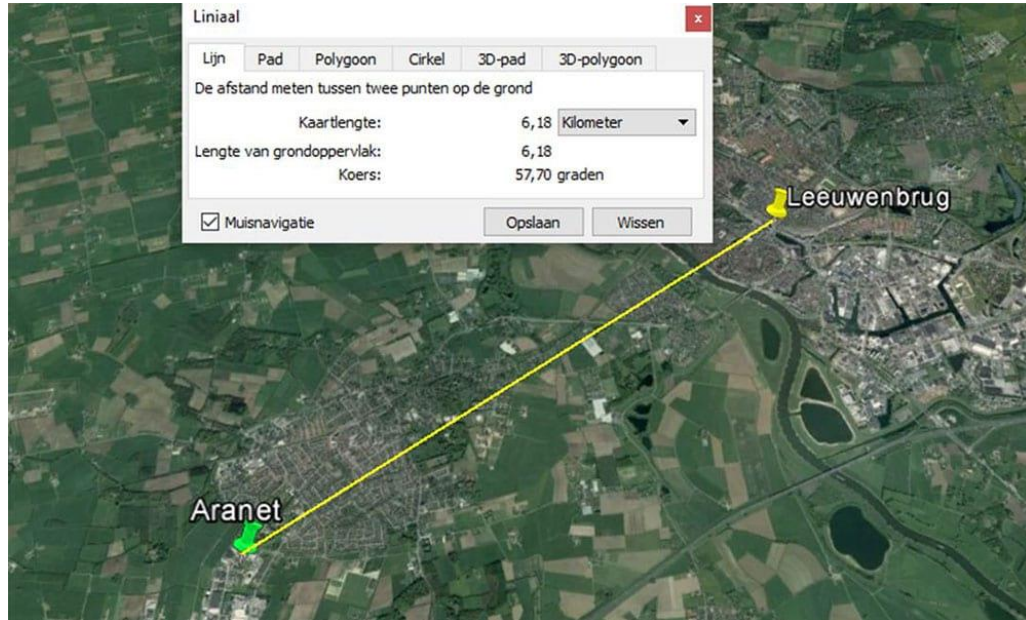 Liniaal
x
Lijn Pad Polygoon Cirkel 3D-pad 3D-polygoon
De afstand meten tussen twee punten op de grond
Kaartlengte: 6,18 Kilometer
Lengte van grondoppervlak: 6,18
Koers: 57,70 graden
Muisnavigatie Opslaan Wissen
Leeuwenbrug
Aranet